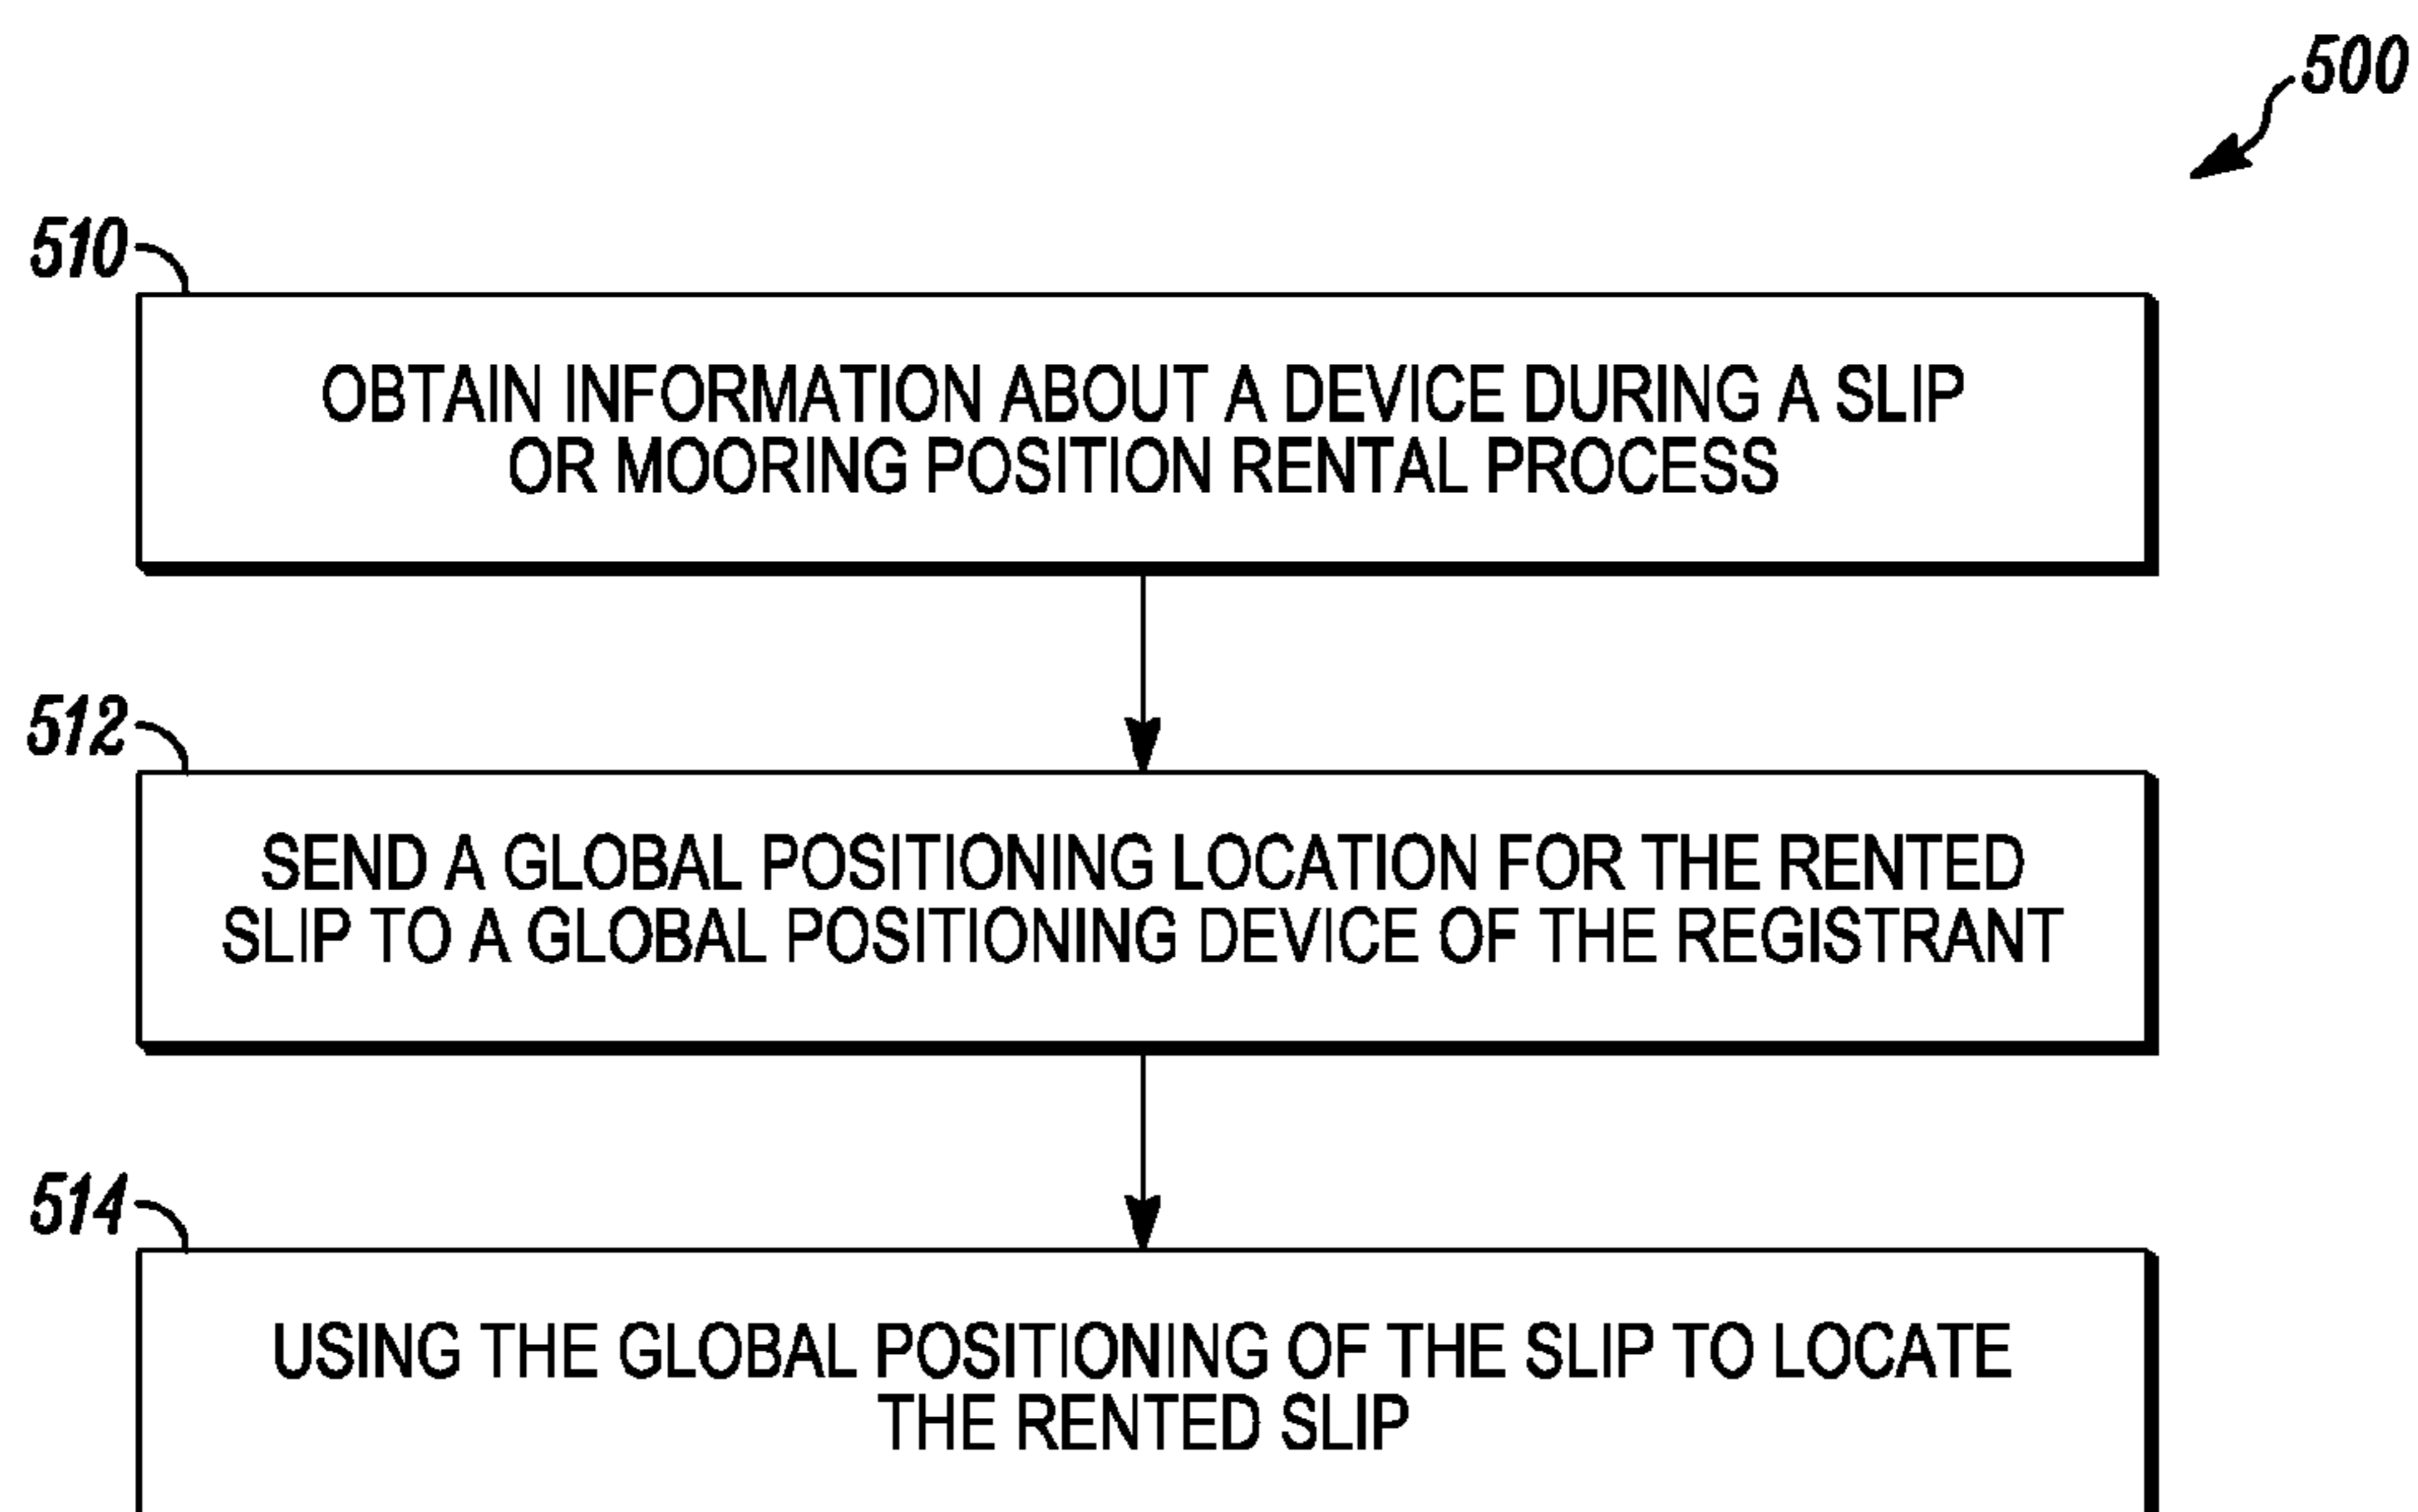 500
510
OBTAIN INFORMATION ABOUT A DEVICE DURING A SLIP
OR MOORING POSITION RENTAL PROCESS
512
SEND A GLOBAL POSITIONING LOCATION FOR THE RENTED
SLIP TO A GLOBAL POSITIONING DEVICE OF THE REGISTRANT
514
USING THE GLOBAL POSITIONING OF THE SLIP TO LOCATE
THE RENTED SLIP